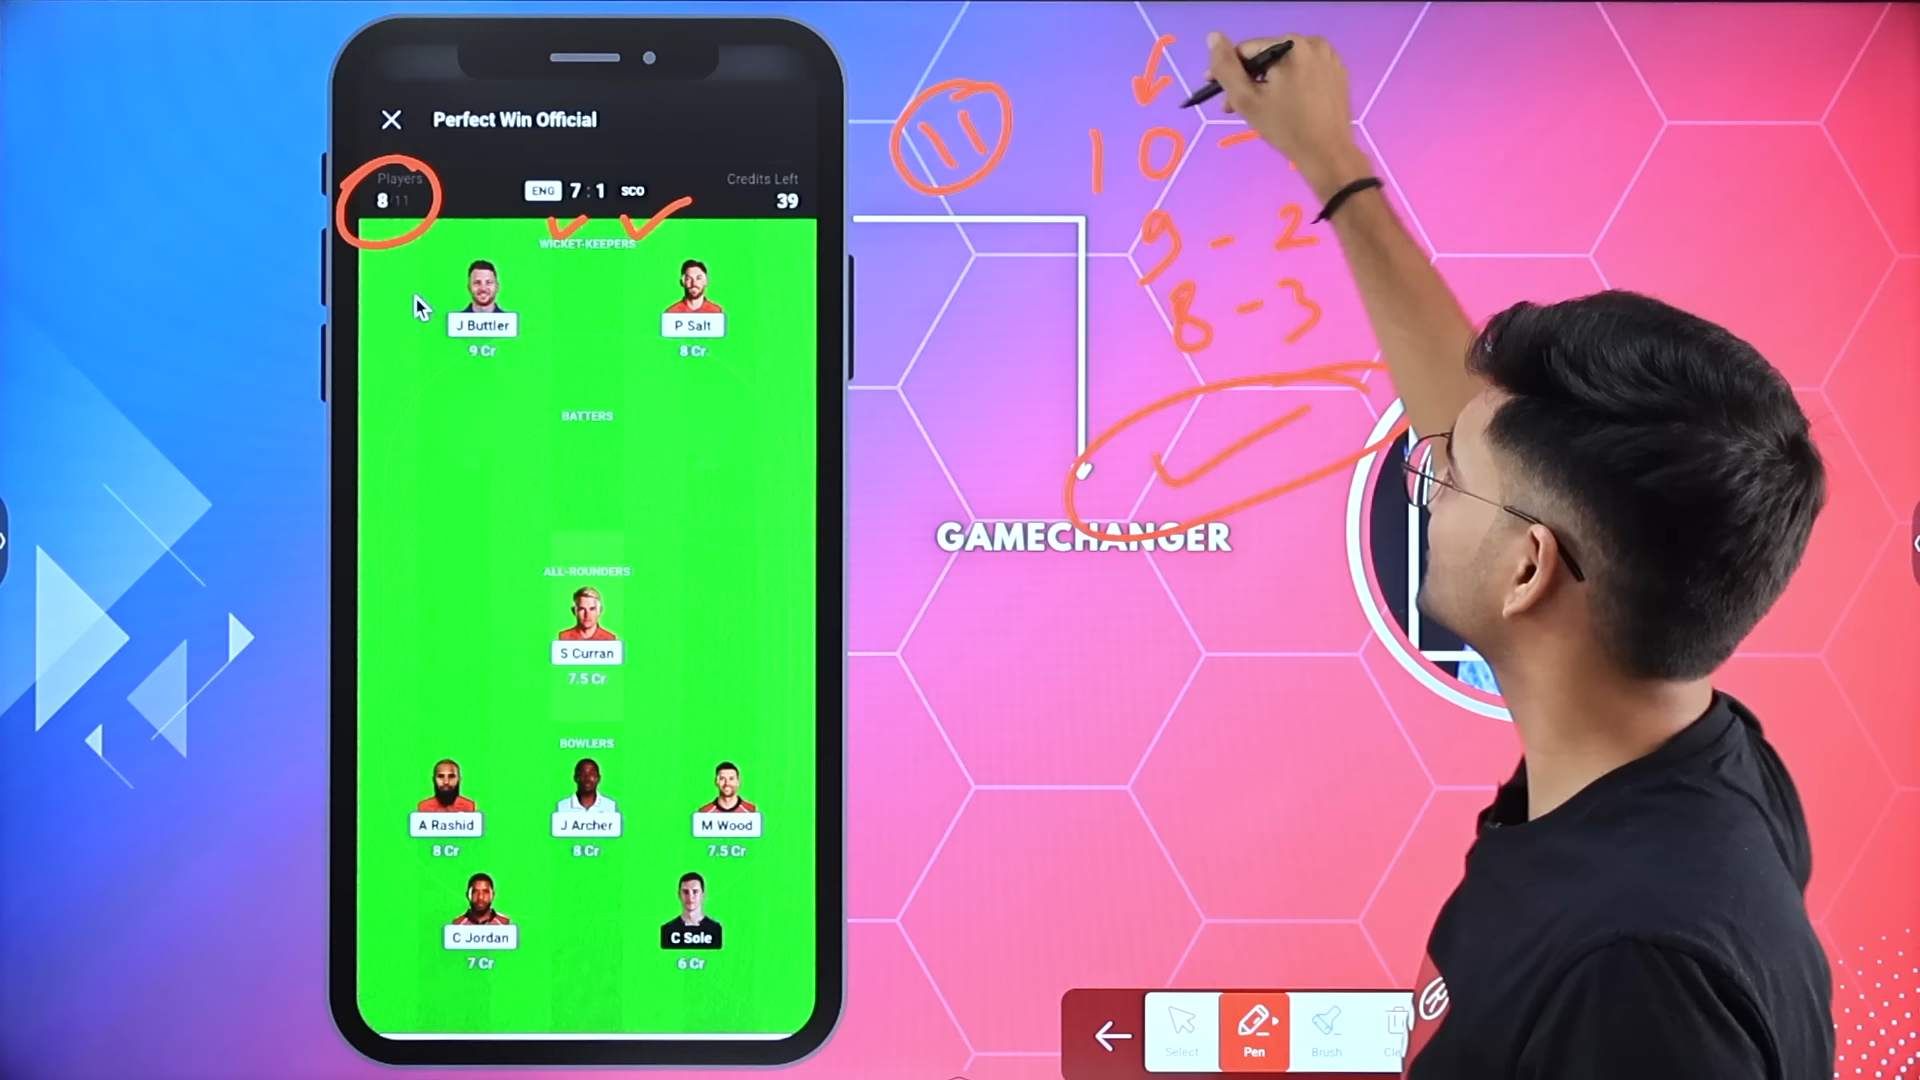 Perfect Win Official
Players
8/11
ENG 7 : 1 SCO
Credits Left
39
WICKET-KEEPERS
J Buttler
9 Cr
P Salt
8 Cr
BATTERS
ALL-ROUNDERS
S Curran
7.5 Cr
BOWLERS
A Rashid
8 Cr
J Archer
8 Cr
M Wood
7.5 Cr
C Jordan
7 Cr
C Sole
6 Cr
11
10 -
9 - 2
8 - 3
GAMECHANGER
Select
Pen
Brush
Cle